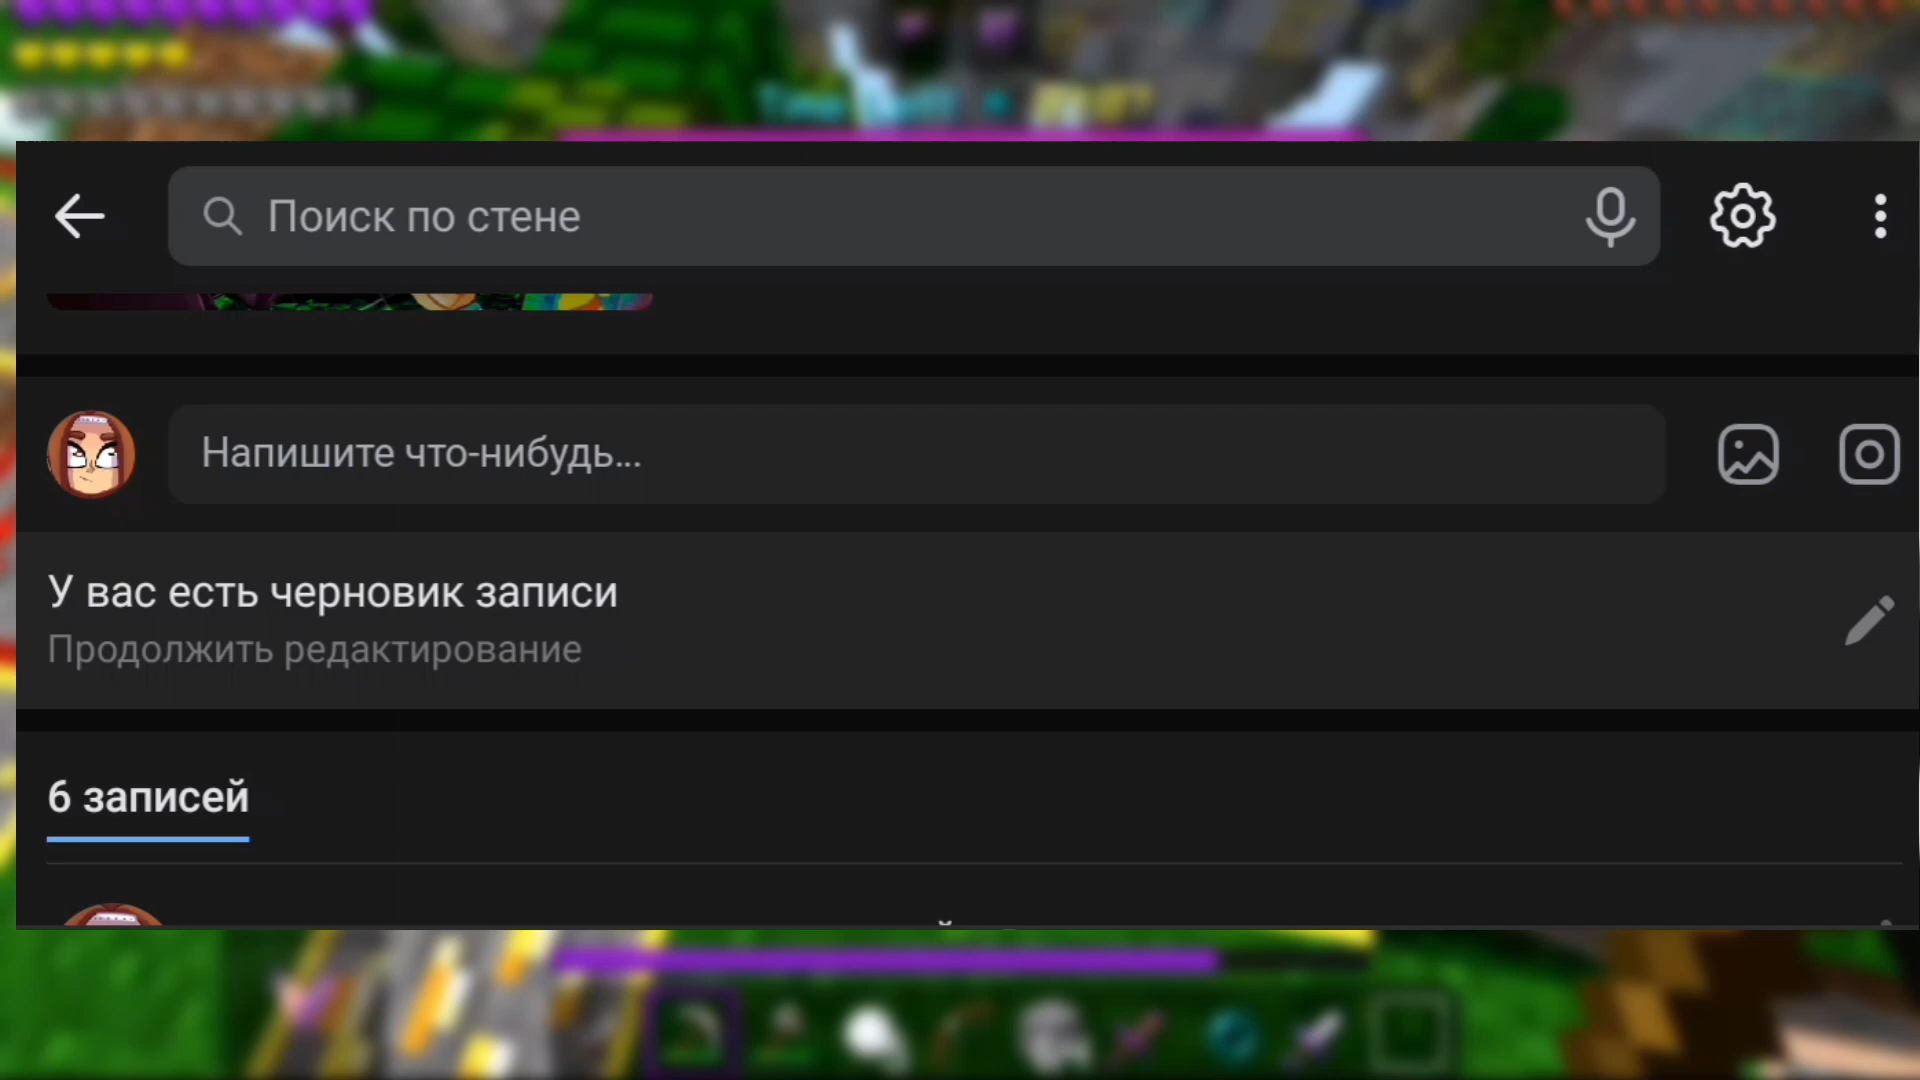 Поиск по стене
Напишите что-нибудь...
У вас есть черновик записи
Продолжить редактирование
6 записей